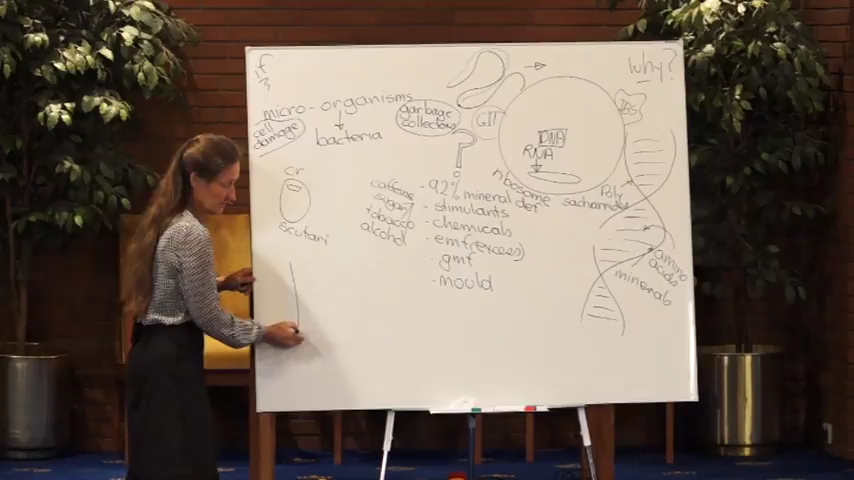 micro-organisms
cell
damage
bacteria
garbage
collectors
GIT
Why?
DNA
RNA
ribosome
Poly
saccharides
amino
acids
minerals
Cr
scutari
caffeine
sugar
tobacco
alcohol
- 92% mineral def
- stimulants
- chemicals
- emf (excess)
- gmf
- mould